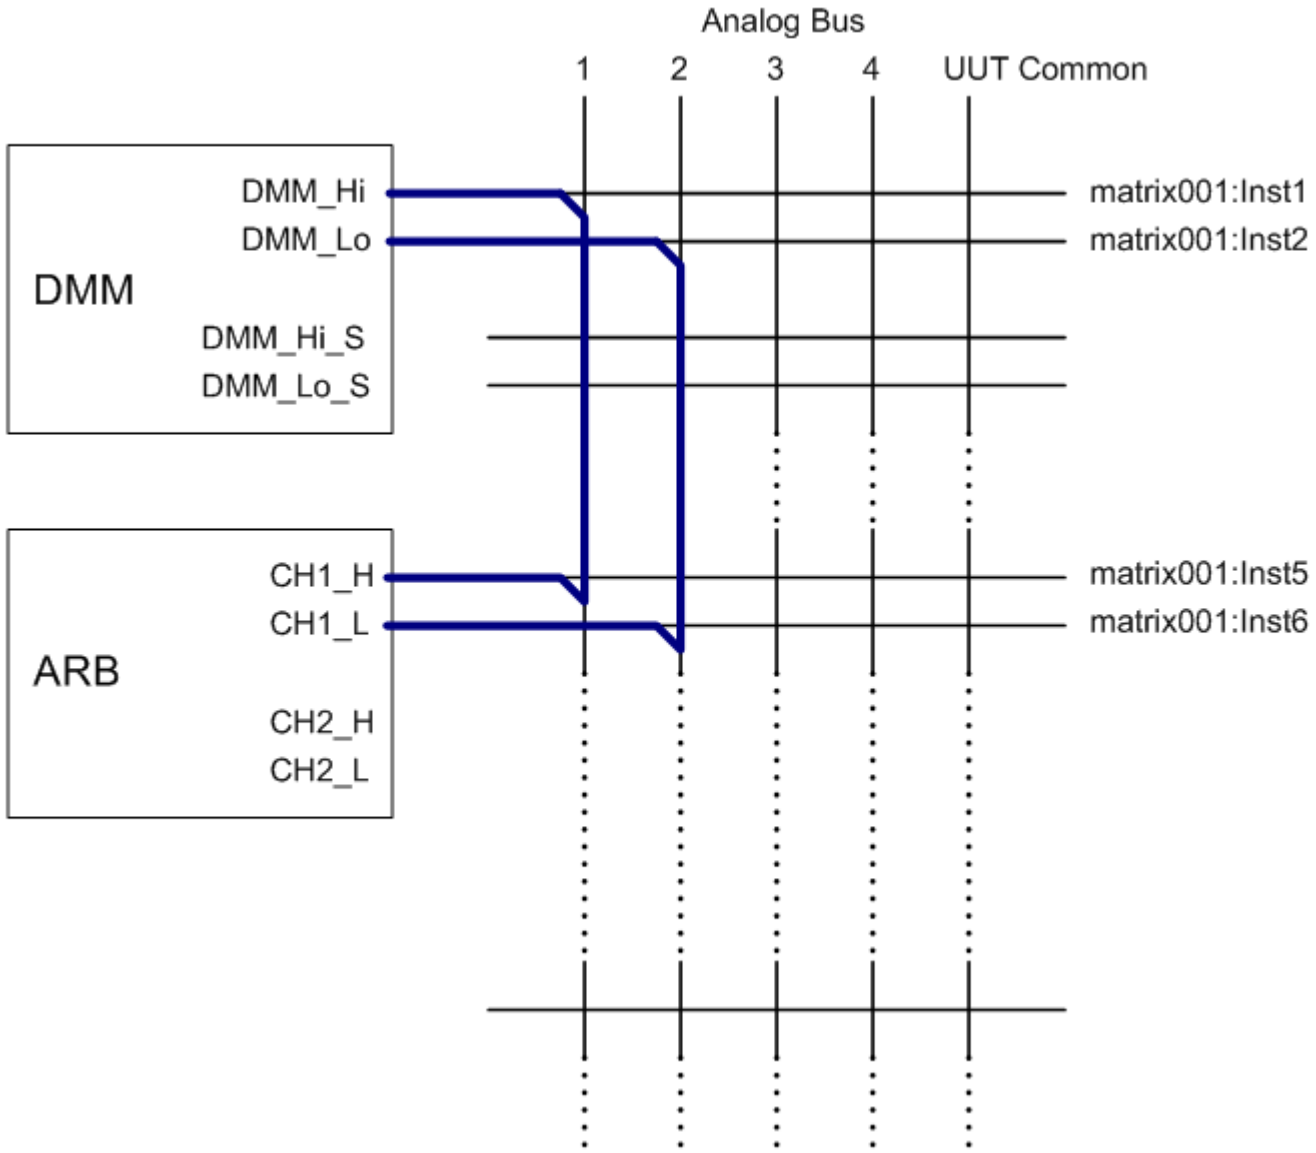 Analog Bus
1 2 3 4 UUT Common
DMM_Hi matrix001:Inst1
DMM_Lo matrix001:Inst2
DMM
DMM_Hi_S
DMM_Lo_S
CH1_H matrix001:Inst5
CH1_L matrix001:Inst6
ARB
CH2_H
CH2_L